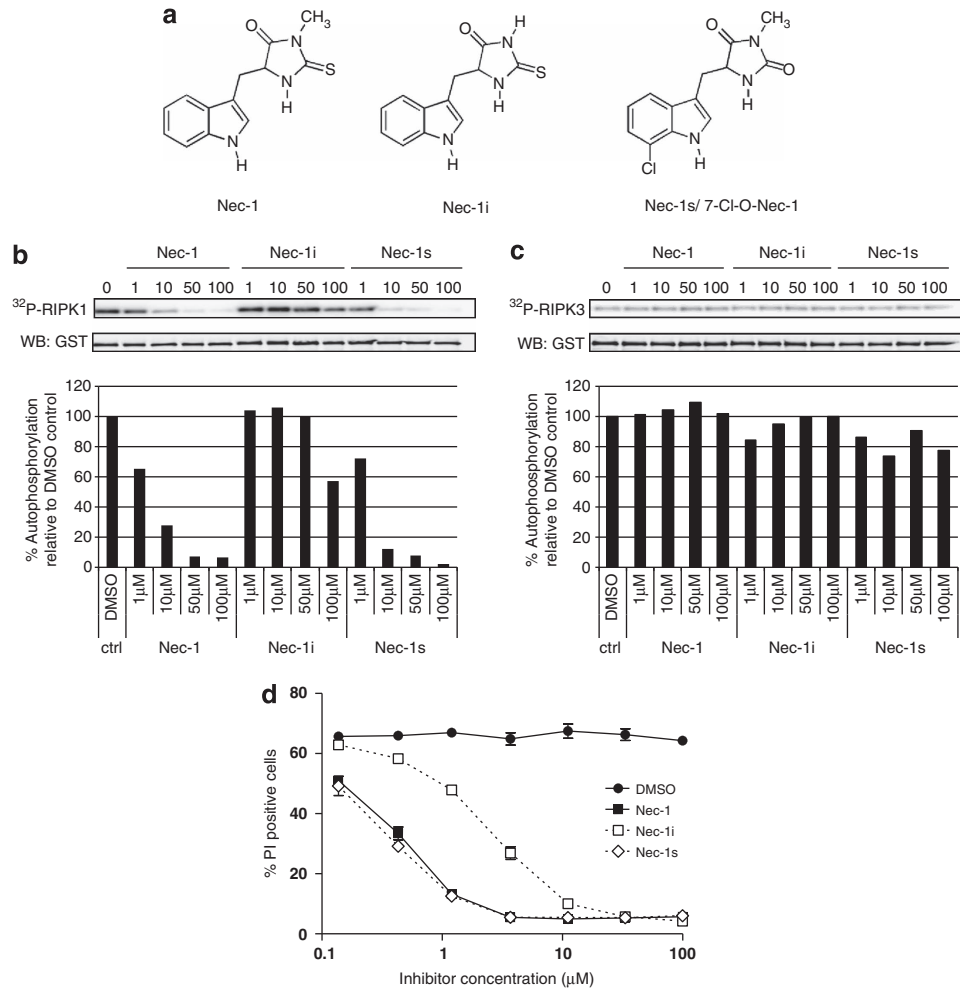 a
O CH3 N S N H N H
Nec-1
O H N S N H N H
Nec-1i
O CH3 N O N H N H Cl
Nec-1s/ 7-Cl-O-Nec-1
b
Nec-1 Nec-1i Nec-1s
0 1 10 50 100 1 10 50 100 1 10 50 100
32P-RIPK1
WB: GST
% Autophosphorylation
relative to DMSO control
120
100
80
60
40
20
0
DMSO 1μM 10μM 50μM 100μM 1μM 10μM 50μM 100μM 1μM 10μM 50μM 100μM
ctrl Nec-1 Nec-1i Nec-1s
c
Nec-1 Nec-1i Nec-1s
0 1 10 50 100 1 10 50 100 1 10 50 100
32P-RIPK3
WB: GST
% Autophoosphorylation
relative to DMSO control
120
100
80
60
40
20
0
DMSO 1μM 10μM 50μM 100μM 1μM 10μM 50μM 100μM 1μM 10μM 50μM 100μM
ctrl Nec-1 Nec-1i Nec-1s
d
% PI positive cells
80
60
40
20
0
DMSO
Nec-1
Nec-1i
Nec-1s
0.1 1 10 100
Inhibitor concentration (μM)